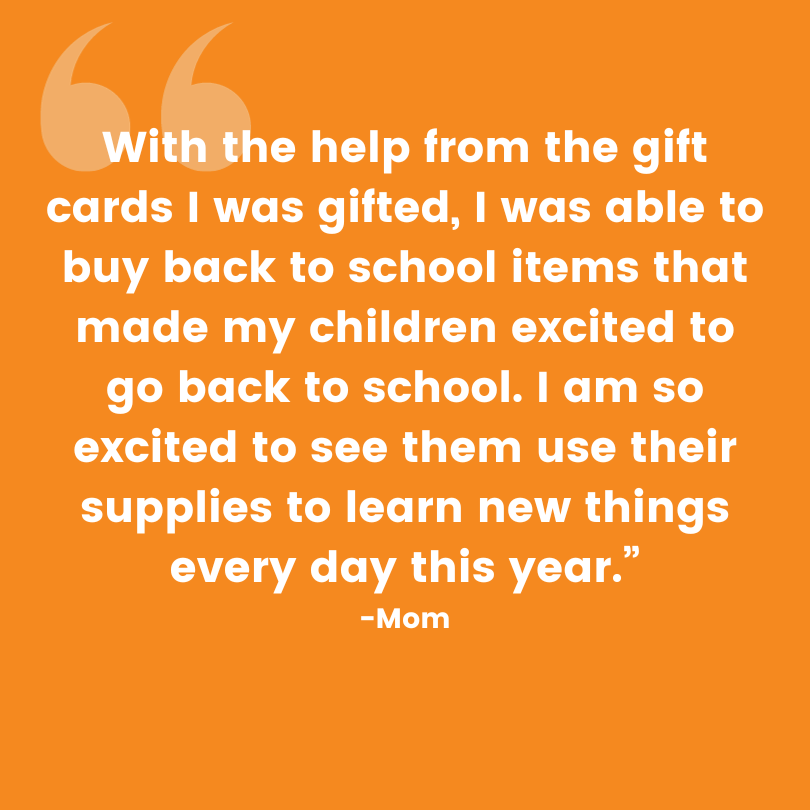 “
With the help from the gift
cards I was gifted, I was able to
buy back to school items that
made my children excited to
go back to school. I am so
excited to see them use their
supplies to learn new things
every day this year.”
-Mom